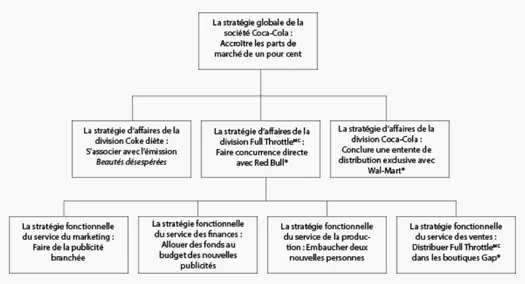 La stratégie globale de la
société Coca-Cola :
Accroître les parts de
marché de un pour cent
La stratégie d'affaires de la
division Coke diète :
S'associer avec l'émission
Beautés désespérées
La stratégie d'affaires de la
division Full Throttleᴹᶜ :
Faire concurrence directe
avec Red Bull*
La stratégie d'affaires de la
division Coca-Cola :
Conclure une entente de
distribution exclusive avec
Wal-Mart*
La stratégie fonctionnelle
du service du marketing :
Faire de la publicité
branchée
La stratégie fonctionnelle
du service des finances :
Allouer des fonds au
budget des nouvelles
publicités
La stratégie fonctionnelle
du service de la produc-
tion : Embaucher deux
nouvelles personnes
La stratégie fonctionnelle
du service des ventes :
Distribuer Full Throttleᴹᶜ
dans les boutiques Gap*